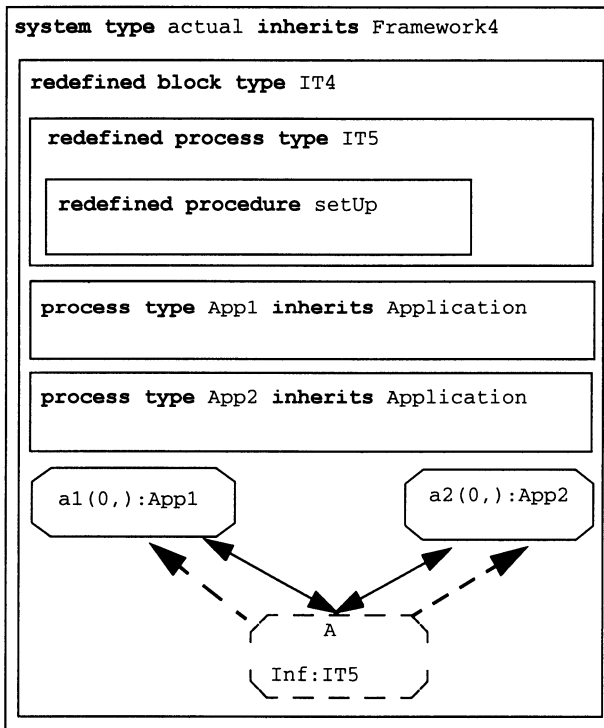 system type actual inherits Framework4
redefined block type IT4
redefined process type IT5
redefined procedure setUp
process type App1 inherits Application
process type App2 inherits Application
a1(0,):App1
a2(0,):App2
A
Inf:IT5